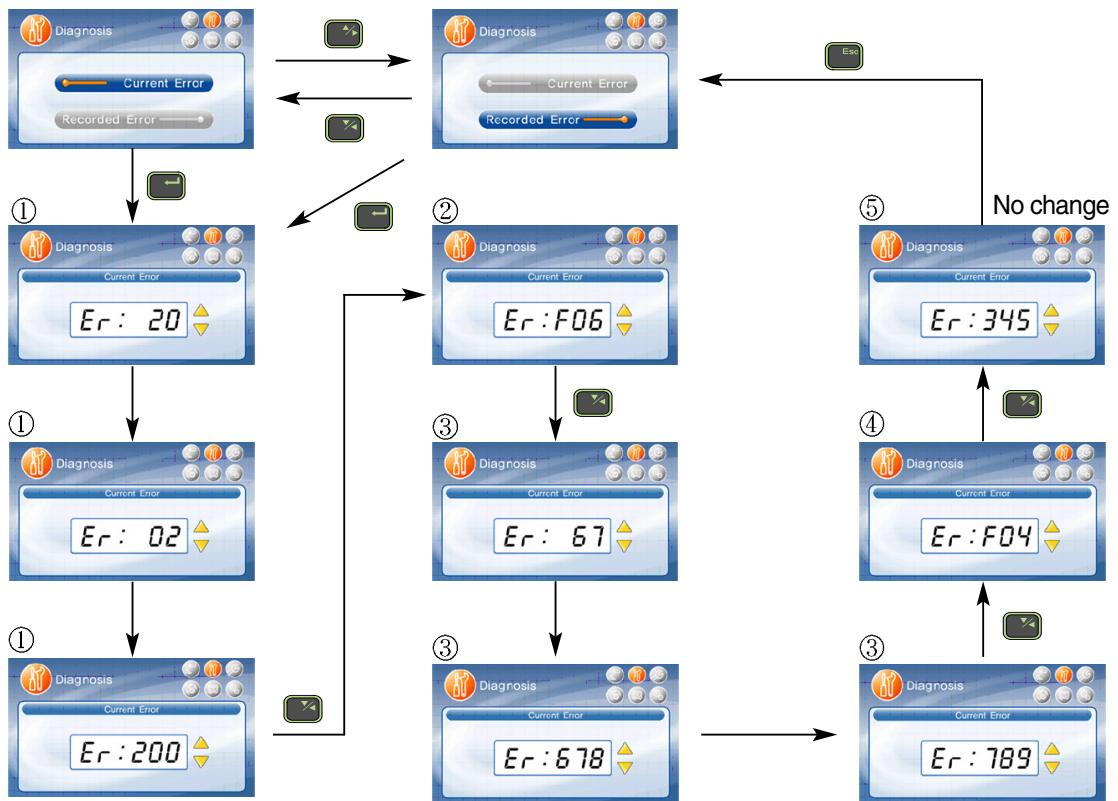 Diagnosis
Current Error
Recorded Error
Diagnosis
Current Error
Recorded Error
Esc
①
Diagnosis
Current Error
Er: 20
②
Diagnosis
Current Error
Er:F06
⑤
No change
Diagnosis
Current Error
Er:345
①
Diagnosis
Current Error
Er: 02
③
Diagnosis
Current Error
Er: 67
④
Diagnosis
Current Error
Er:F04
①
Diagnosis
Current Error
Er:200
③
Diagnosis
Current Error
Er:678
③
Diagnosis
Current Error
Er:789